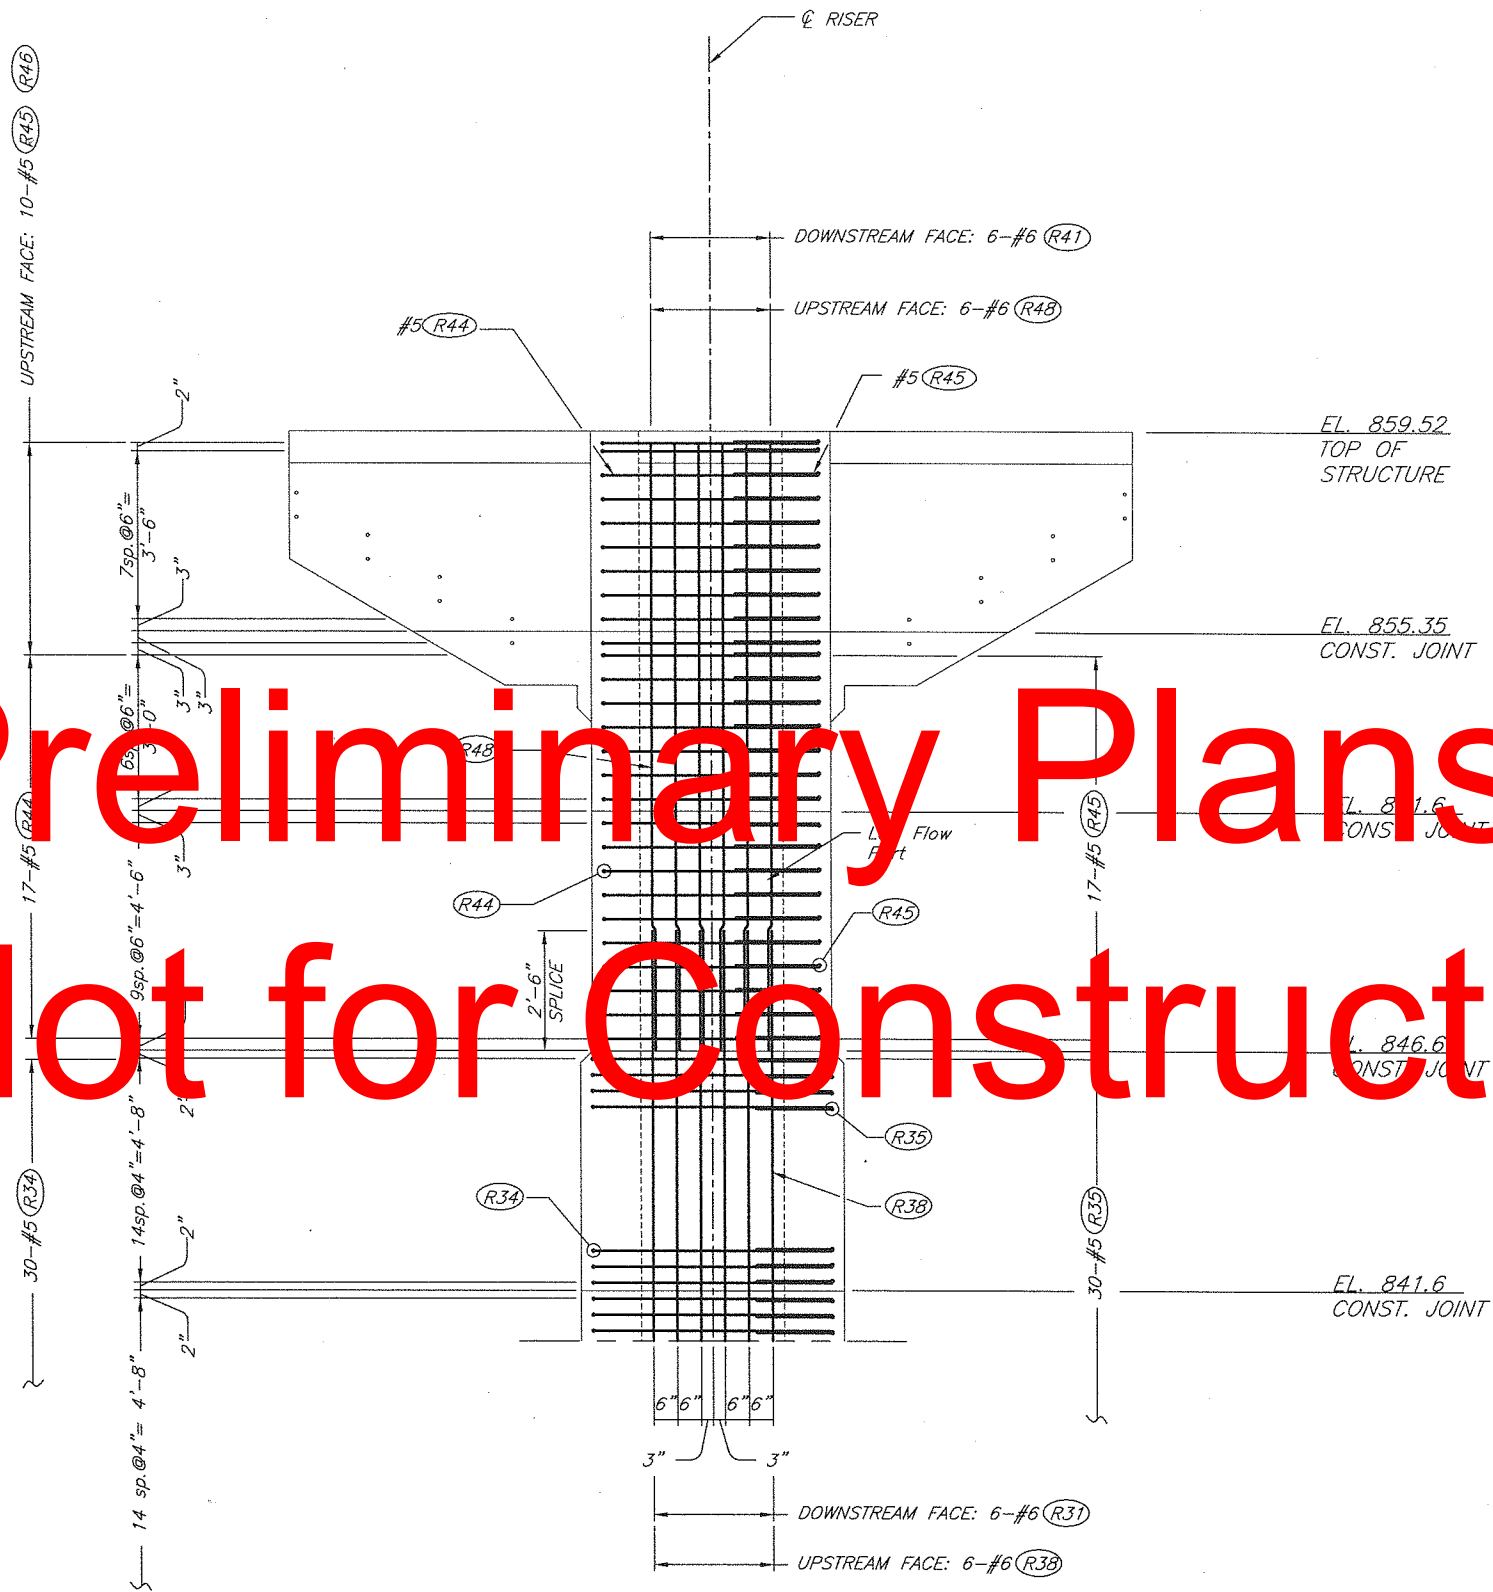 ℄ RISER
UPSTREAM FACE: 10-#5 R45 R46
DOWNSTREAM FACE: 6-#6 R41
UPSTREAM FACE: 6-#6 R48
#5 R44
#5 R45
2"
EL. 859.52
TOP OF
STRUCTURE
7sp.@6"=
3'-6"
3"
EL. 855.35
CONST. JOINT
3"
3"
Preliminary Plans
R48
3"
17-#5 R44
17-#5 R45
CONST. JOINT
Flow
R44
R45
9sp.@6"=4'-6"
2'-6"
SPLICE
Not for Construct
846.6
CONST. JOINT
2"
R35
14sp.@4"=4'-8"
R34
R38
30-#5 R34
30-#5 R35
2"
EL. 841.6
CONST. JOINT
2"
14 sp.@4"= 4'-8"
6" 6" 6" 6"
3" 3"
DOWNSTREAM FACE: 6-#6 R31
UPSTREAM FACE: 6-#6 R38